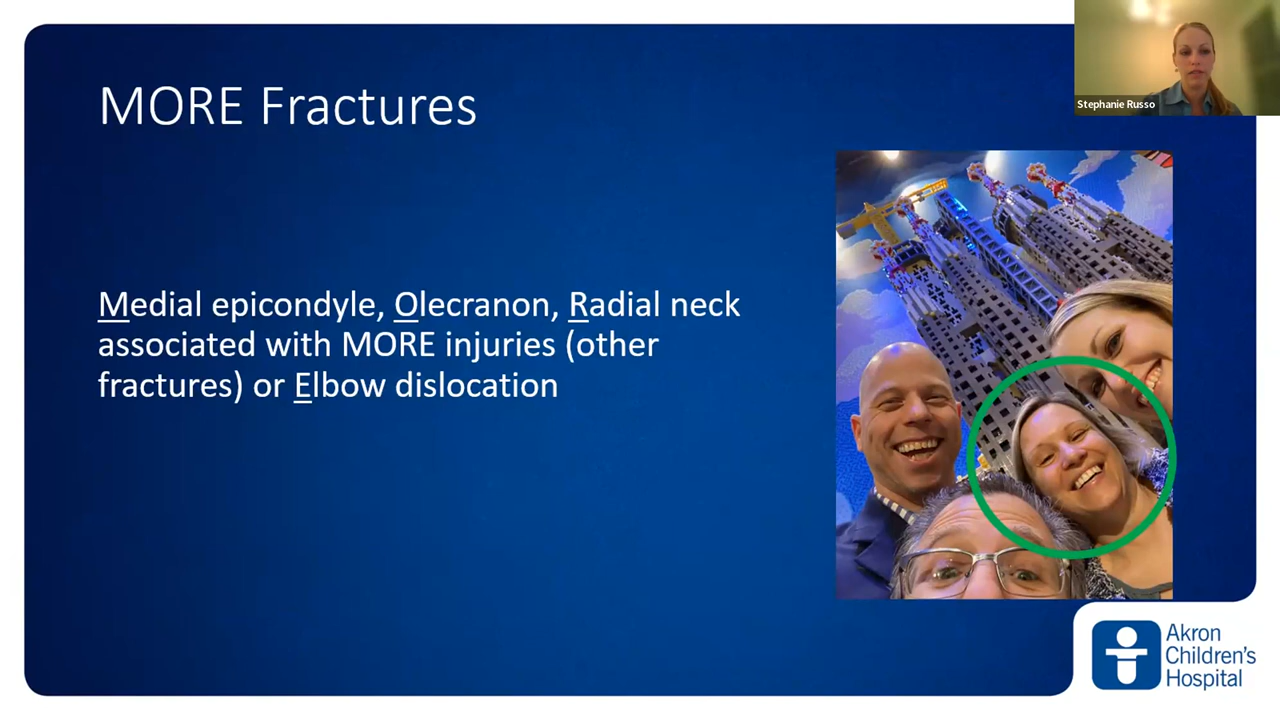 MORE Fractures
Stephanie Russo
Medial epicondyle, Olecranon, Radial neck
associated with MORE injuries (other
fractures) or Elbow dislocation
Akron
Children's
Hospital